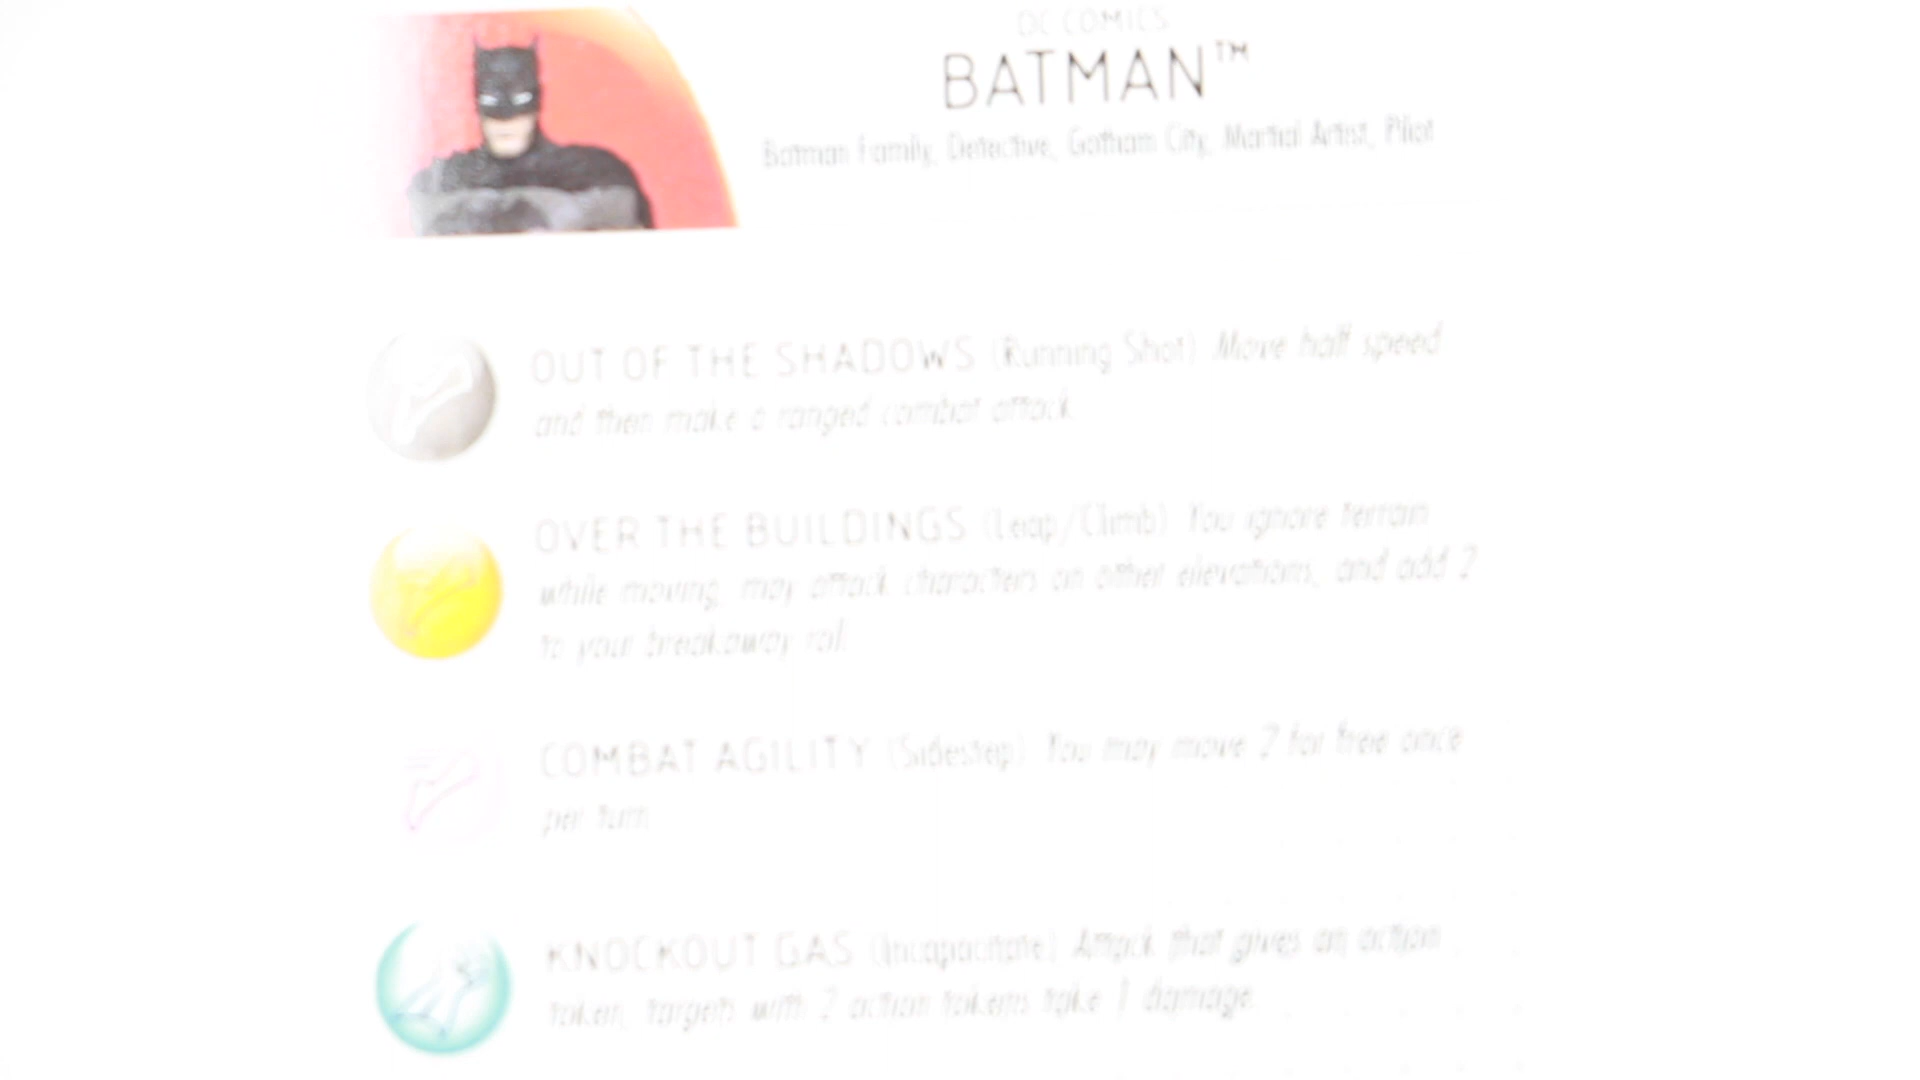 DC COMICS
BATMAN™
Batman Family, Detective, Gotham City, Martial Artist, Pilot
OUT OF THE SHADOWS (Running Shot) Move half speed
and then make a ranged combat attack.
OVER THE BUILDINGS (Leap/Climb) You ignore terrain
while moving, may attack characters on other elevations, and add 2
to your breakaway roll.
COMBAT AGILITY (Sidestep) You may move 2 for free once
per turn.
KNOCKOUT GAS (Incapacitate) Attack that gives an action
token, targets with 2 action tokens take 1 damage.